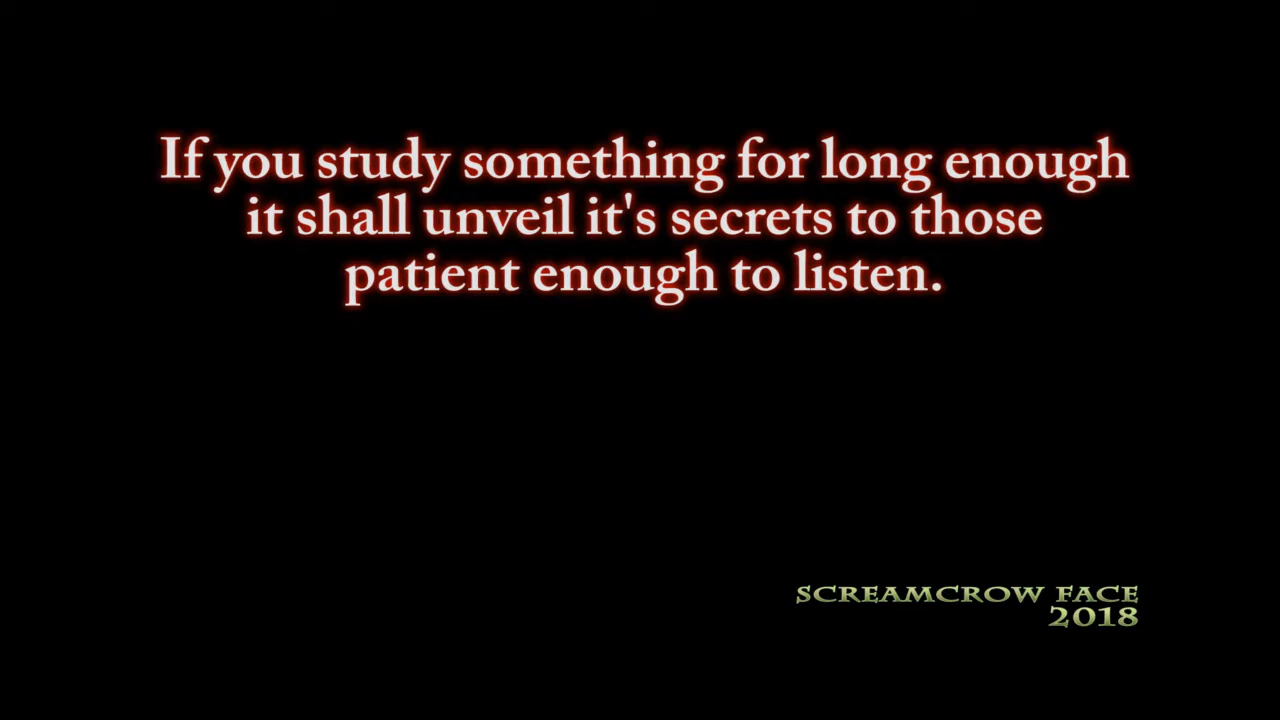 If you study something for long enough
it shall unveil it's secrets to those
patient enough to listen.
SCREAMCROW FACE
2018